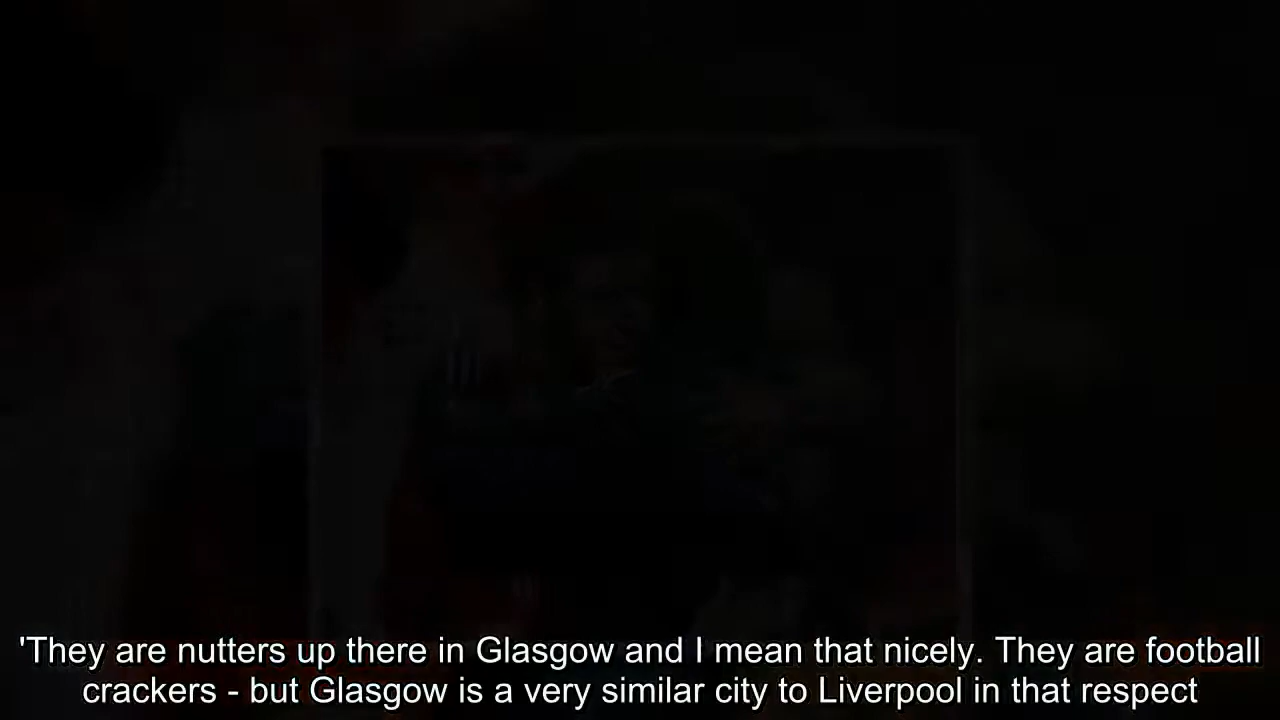 'They are nutters up there in Glasgow and I mean that nicely. They are football
crackers - but Glasgow is a very similar city to Liverpool in that respect